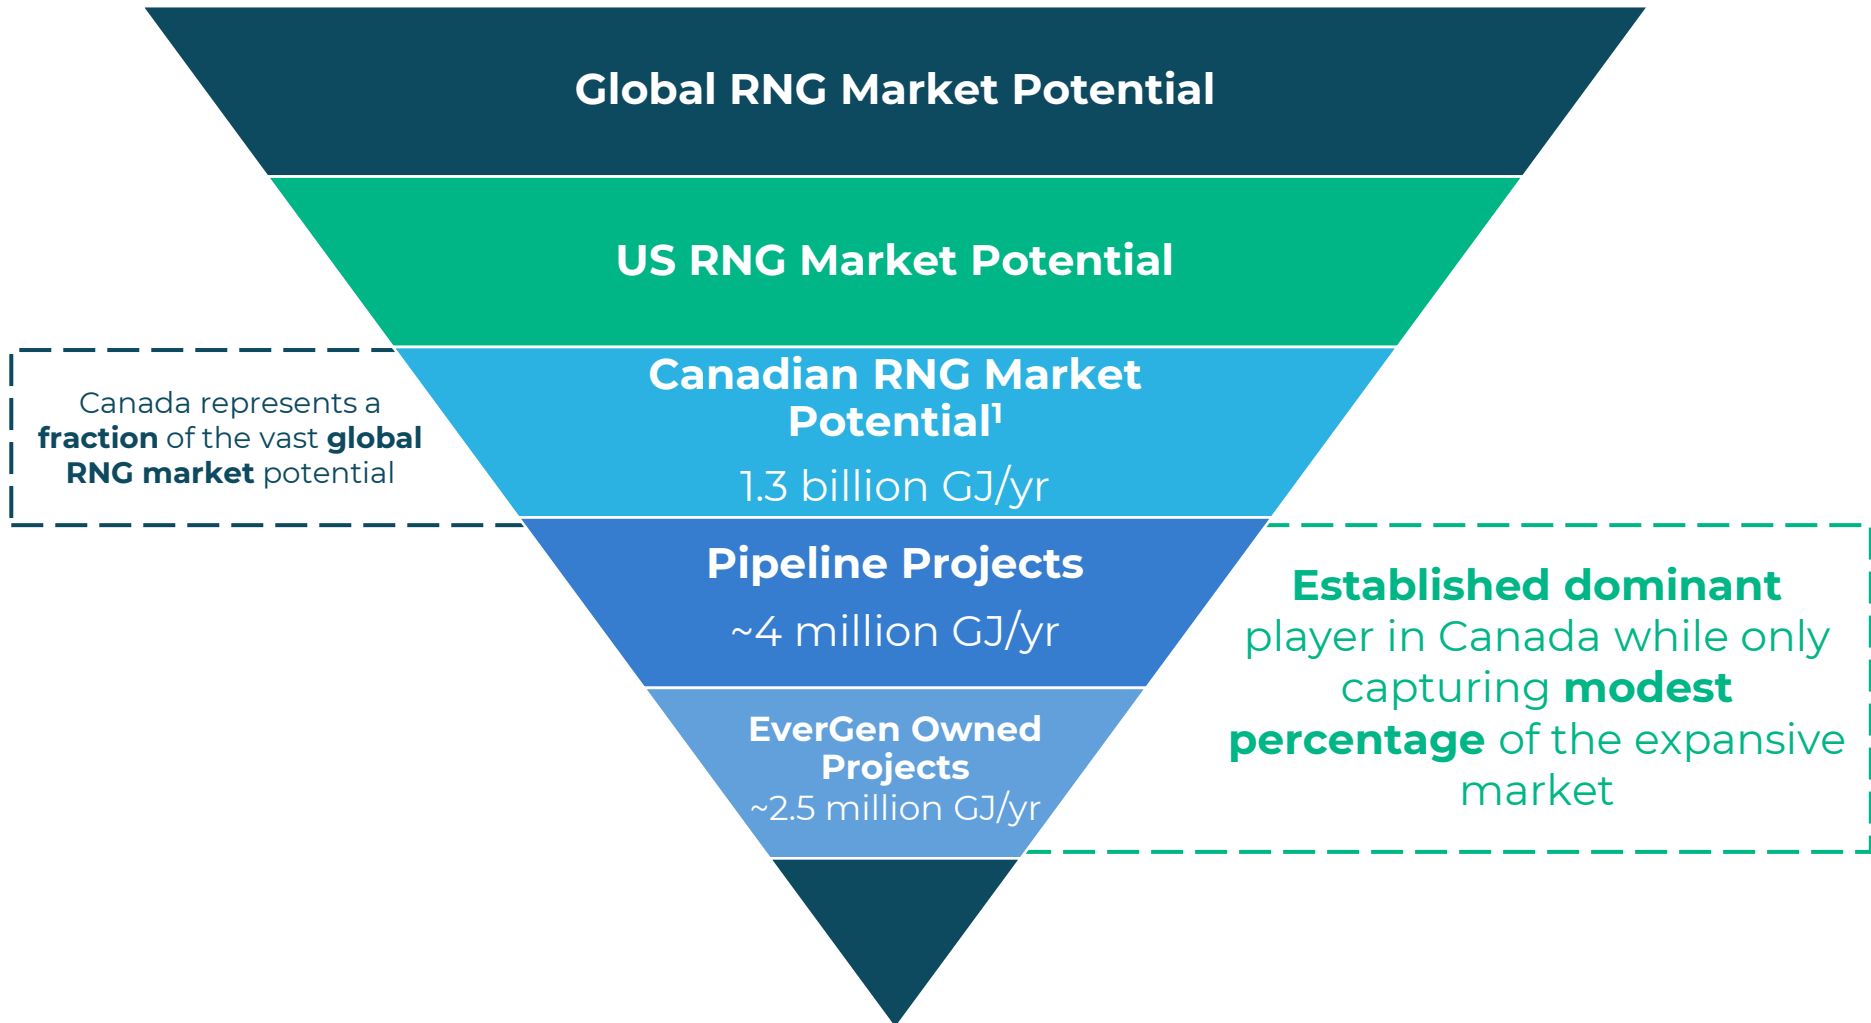 Global RNG Market Potential
US RNG Market Potential
Canadian RNG Market
Potential¹
1.3 billion GJ/yr
Canada represents a
fraction of the vast global
RNG market potential
Pipeline Projects
~4 million GJ/yr
EverGen Owned
Projects
~2.5 million GJ/yr
Established dominant
player in Canada while only
capturing modest
percentage of the expansive
market